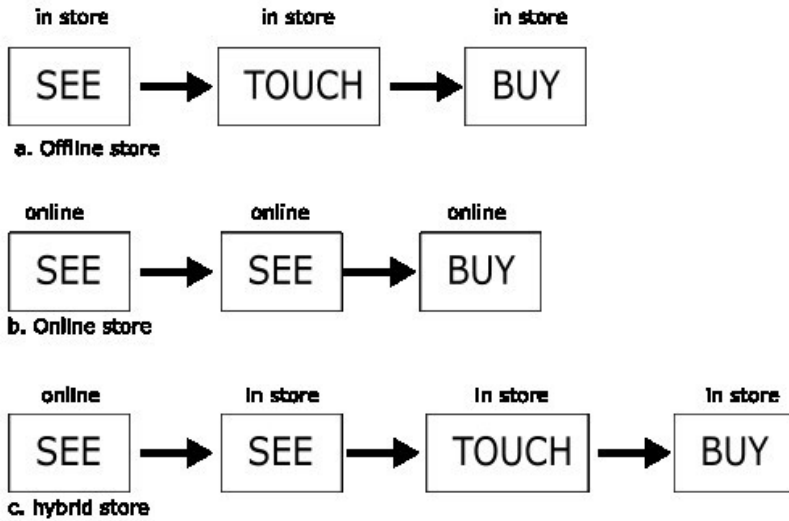 in store in store in store
SEE TOUCH BUY
a. Offline store
online online online
SEE SEE BUY
b. Online store
online In store In store In store
SEE SEE TOUCH BUY
c. hybrid store